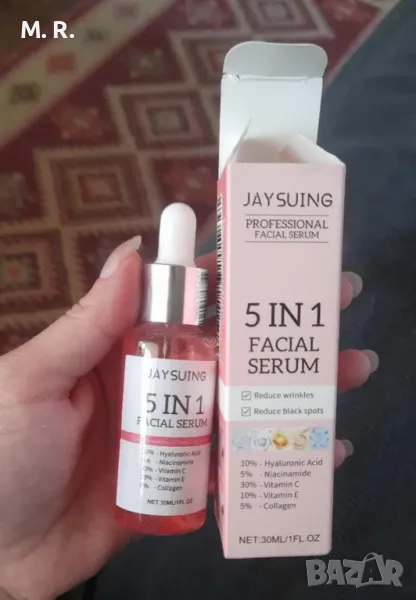 M. R.
JAYSUING
PROFESSIONAL
FACIAL SERUM
5 IN 1
FACIAL
SERUM
Reduce wrinkles
Reduce black spots
10% - Hyaluronic Acid
5% - Niacinamide
30% - Vitamin C
10% - Vitamin E
5% - Collagen
NET:30ML/1FL.OZ
JAYSUING
5 IN 1
FACIAL SERUM
- Hyaluronic Acid
- Niacinamide
- Vitamin C
- Vitamin E
- Collagen
NET:30ML/1FL.OZ
BAZAR
.bg